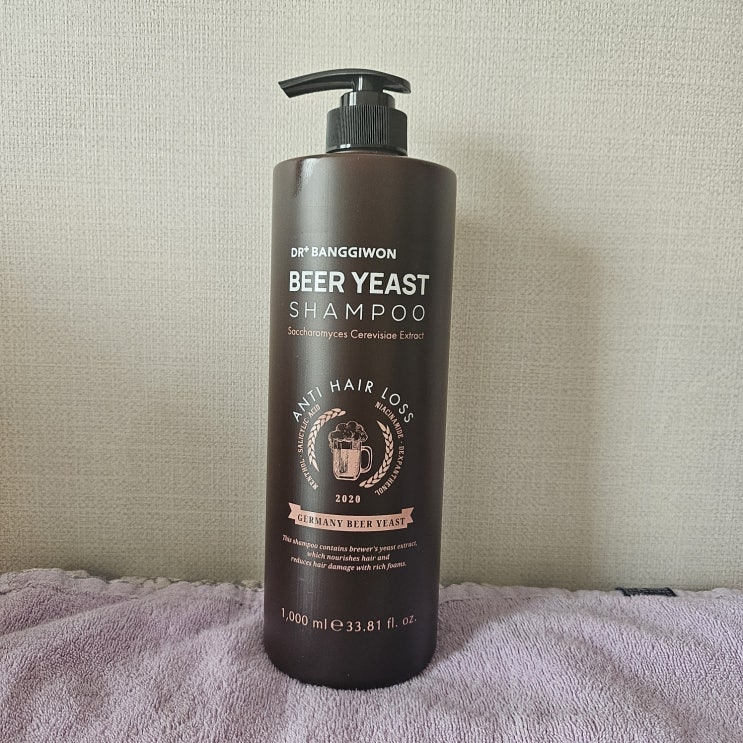 DR+ BANGGIWON
BEER YEAST
SHAMPOO
Saccharomyces Cerevisiae Extract
ANTI HAIR LOSS
MENTHOL · SALICYLIC ACID
NIACINAMIDE · DEXPANTHENOL
2020
GERMANY BEER YEAST
This shampoo contains brewer's yeast extract,
which nourishes hair and
reduces hair damage with rich foams.
1,000 ml ℮ 33.81 fl. oz.